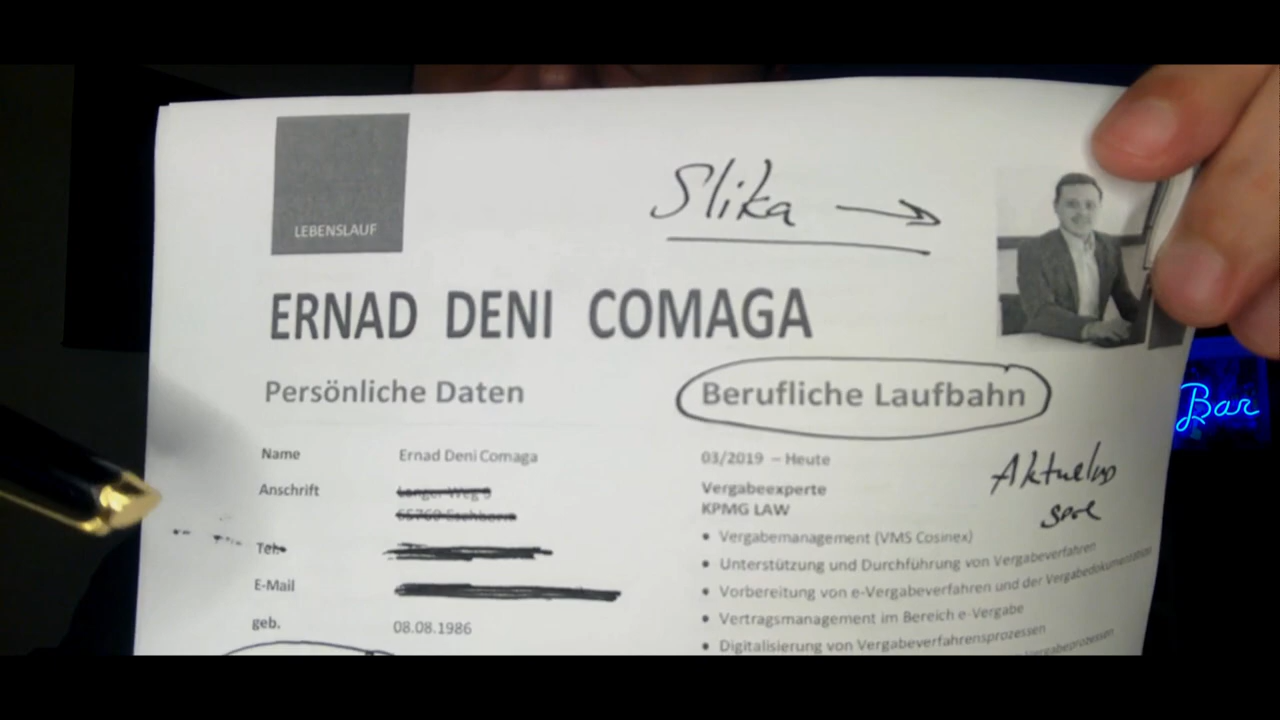 LEBENSLAUF
Slika
ERNAD DENI COMAGA
Persönliche Daten
Name Ernad Deni Comaga
Anschrift
Tel.
E-Mail
geb. 08.08.1986
Berufliche Laufbahn
03/2019 – Heute
Vergabeexperte
KPMG LAW
• Vergabemanagement (VMS Cosinex)
• Unterstützung und Durchführung von Vergabeverfahren
• Vorbereitung von e-Vergabeverfahren und der Vergabedokumentation
• Vertragsmanagement im Bereich e-Vergabe
• Digitalisierung von Vergabeverfahrensprozessen
Bar